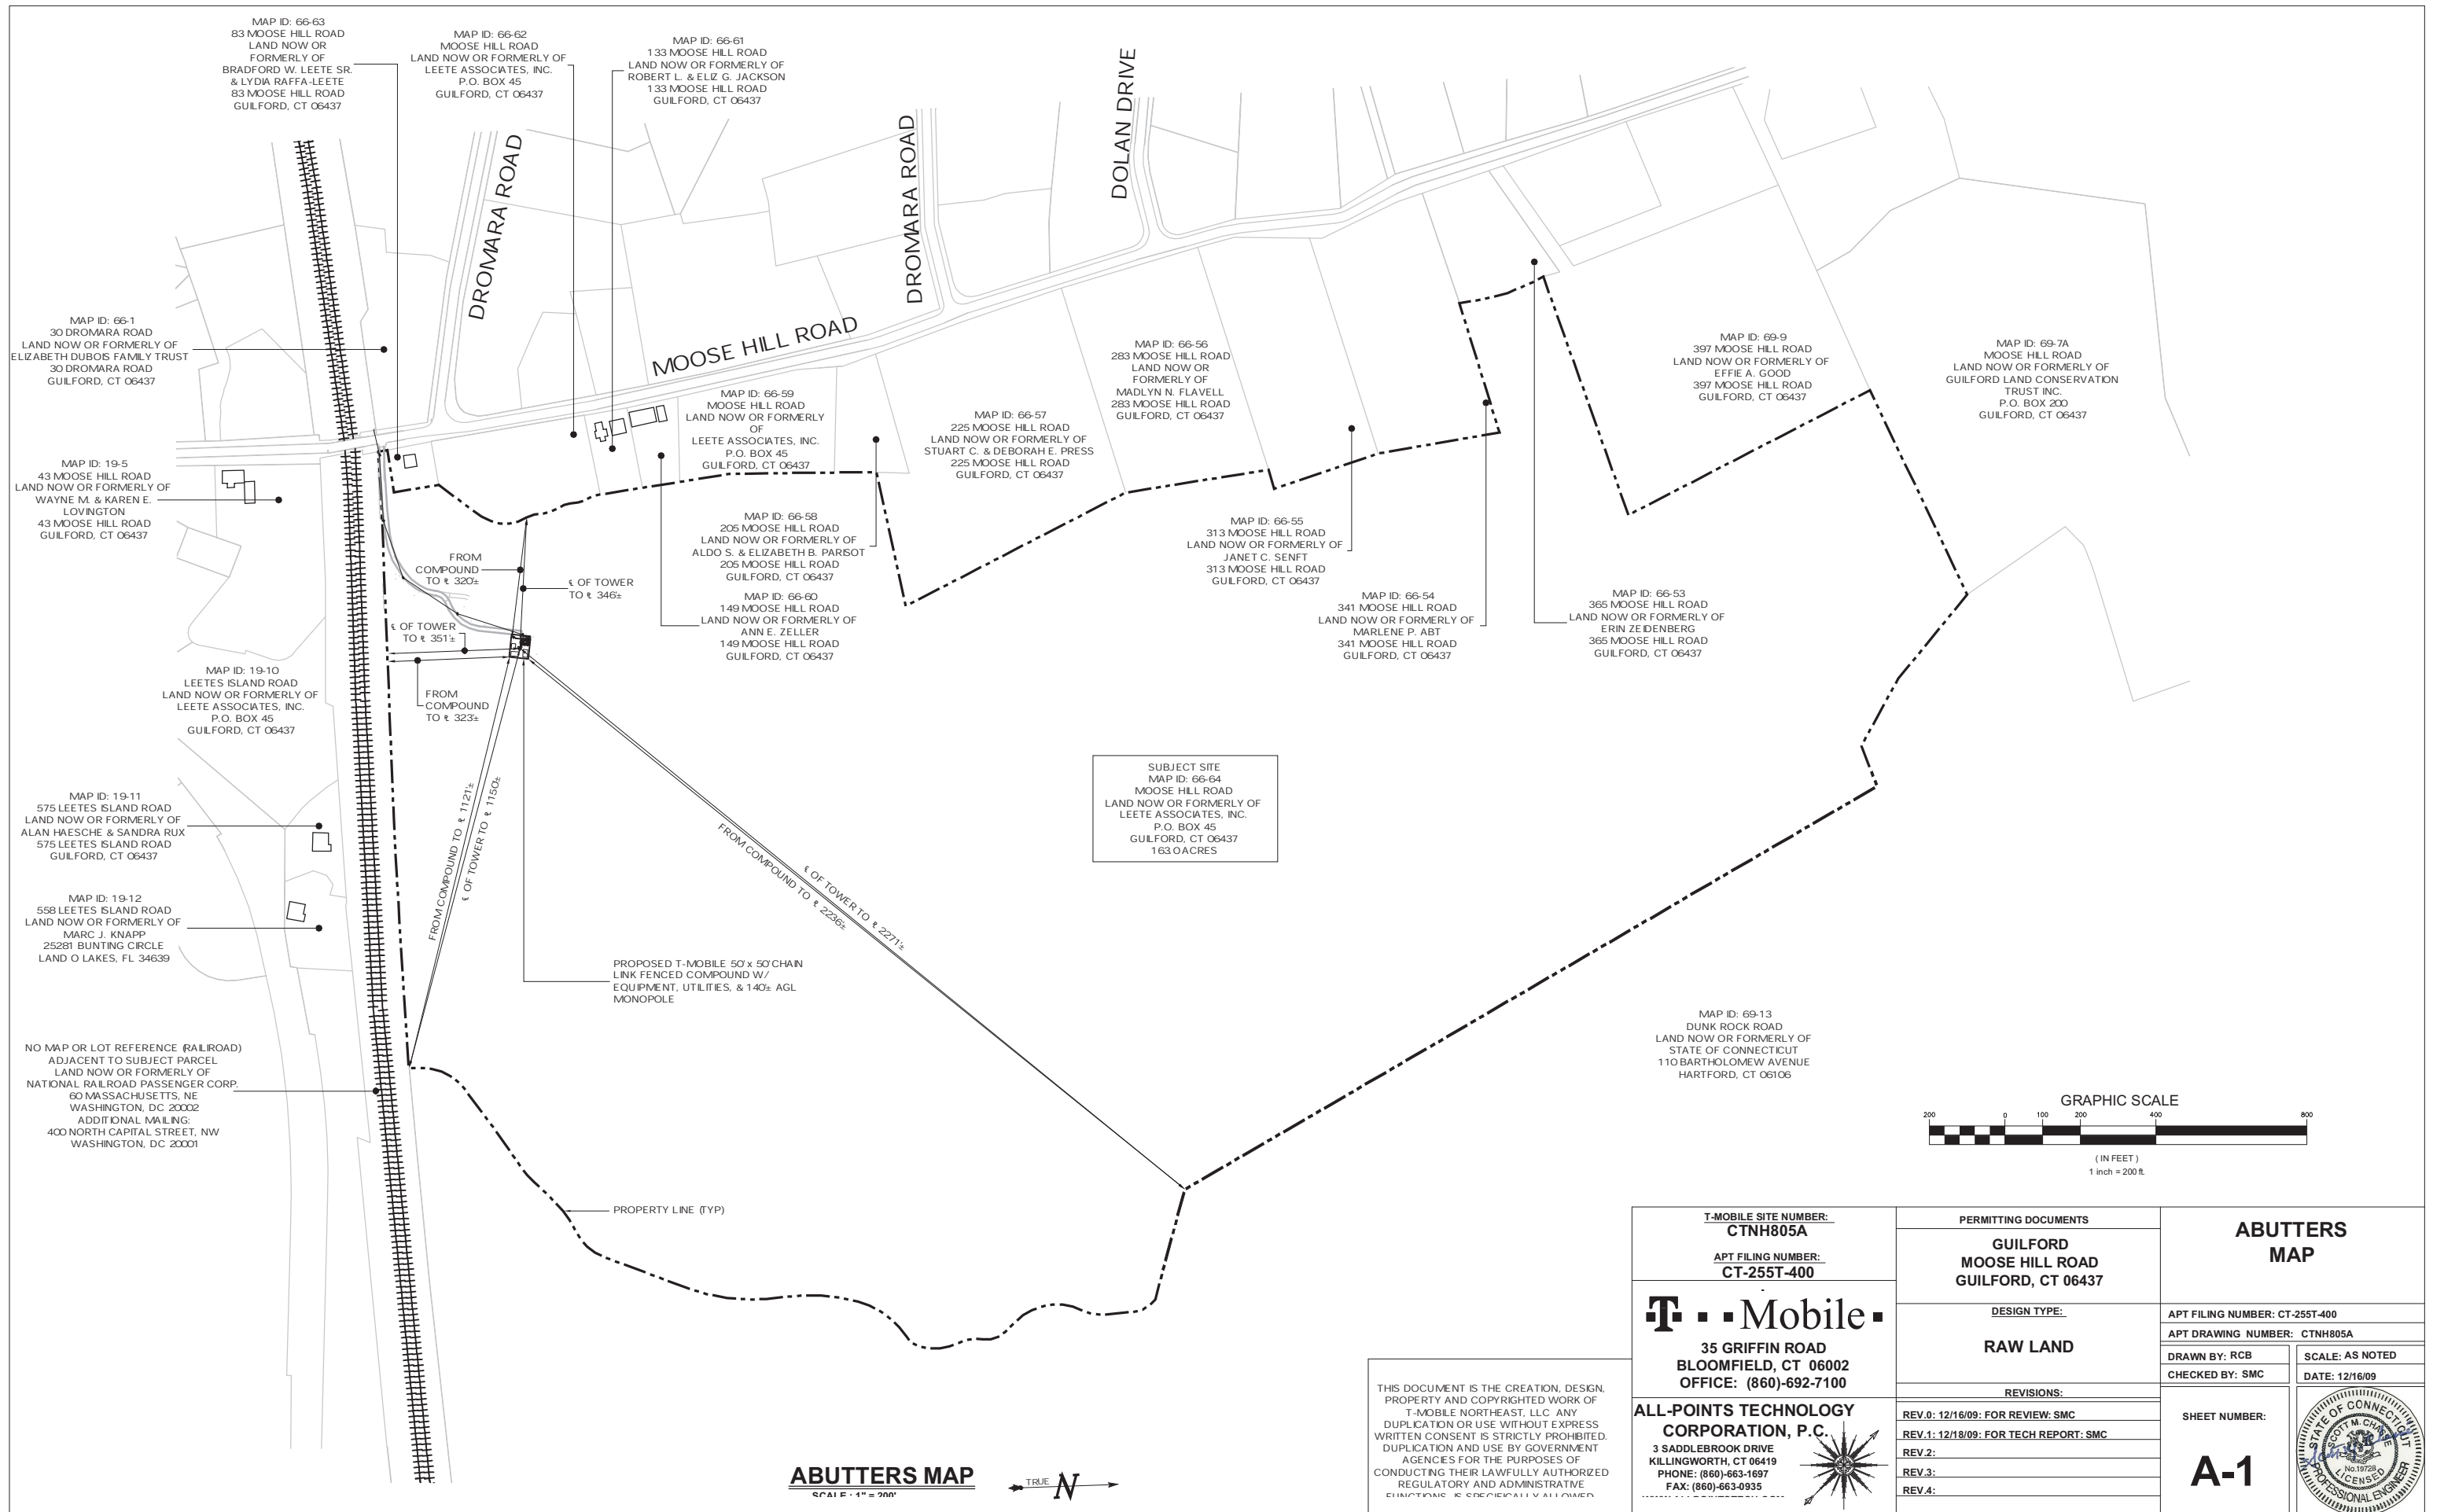 MAP ID: 66-63
83 MOOSE HILL ROAD
LAND NOW OR
FORMERLY OF
BRADFORD W. LEETE SR.
& LYDIA RAFFA-LEETE
83 MOOSE HILL ROAD
GUILFORD, CT 06437
MAP ID: 66-62
MOOSE HILL ROAD
LAND NOW OR FORMERLY OF
LEETE ASSOCIATES, INC.
P.O. BOX 45
GUILFORD, CT 06437
MAP ID: 66-61
133 MOOSE HILL ROAD
LAND NOW OR FORMERLY OF
ROBERT L. & ELIZ G. JACKSON
133 MOOSE HILL ROAD
GUILFORD, CT 06437
DROMARA ROAD
DROMARA ROAD
DOLAN DRIVE
MOOSE HILL ROAD
MAP ID: 66-1
30 DROMARA ROAD
LAND NOW OR FORMERLY OF
ELIZABETH DUBOIS FAMILY TRUST
30 DROMARA ROAD
GUILFORD, CT 06437
MAP ID: 19-5
43 MOOSE HILL ROAD
LAND NOW OR FORMERLY OF
WAYNE M. & KAREN E.
LOVINGTON
43 MOOSE HILL ROAD
GUILFORD, CT 06437
MAP ID: 66-59
MOOSE HILL ROAD
LAND NOW OR FORMERLY
OF
LEETE ASSOCIATES, INC.
P.O. BOX 45
GUILFORD, CT 06437
MAP ID: 66-57
225 MOOSE HILL ROAD
LAND NOW OR FORMERLY OF
STUART C. & DEBORAH E. PRESS
225 MOOSE HILL ROAD
GUILFORD, CT 06437
MAP ID: 66-56
283 MOOSE HILL ROAD
LAND NOW OR
FORMERLY OF
MADLYN N. FLAVELL
283 MOOSE HILL ROAD
GUILFORD, CT 06437
MAP ID: 69-9
397 MOOSE HILL ROAD
LAND NOW OR FORMERLY OF
EFFIE A. GOOD
397 MOOSE HILL ROAD
GUILFORD, CT 06437
MAP ID: 69-7A
MOOSE HILL ROAD
LAND NOW OR FORMERLY OF
GUILFORD LAND CONSERVATION
TRUST INC.
P.O. BOX 200
GUILFORD, CT 06437
MAP ID: 66-58
205 MOOSE HILL ROAD
LAND NOW OR FORMERLY OF
ALDO S. & ELIZABETH B. PARISOT
205 MOOSE HILL ROAD
GUILFORD, CT 06437
MAP ID: 66-60
149 MOOSE HILL ROAD
LAND NOW OR FORMERLY OF
ANN E. ZELLER
149 MOOSE HILL ROAD
GUILFORD, CT 06437
MAP ID: 66-55
313 MOOSE HILL ROAD
LAND NOW OR FORMERLY OF
JANET C. SENFT
313 MOOSE HILL ROAD
GUILFORD, CT 06437
MAP ID: 66-54
341 MOOSE HILL ROAD
LAND NOW OR FORMERLY OF
MARLENE P. ABT
341 MOOSE HILL ROAD
GUILFORD, CT 06437
MAP ID: 66-53
365 MOOSE HILL ROAD
LAND NOW OR FORMERLY OF
ERIN ZEIDENBERG
365 MOOSE HILL ROAD
GUILFORD, CT 06437
FROM
COMPOUND
TO ℄ 320'±
℄ OF TOWER
TO ℄ 346'±
℄ OF TOWER
TO ℄ 351'±
FROM
COMPOUND
TO ℄ 323'±
MAP ID: 19-10
LEETES ISLAND ROAD
LAND NOW OR FORMERLY OF
LEETE ASSOCIATES, INC.
P.O. BOX 45
GUILFORD, CT 06437
MAP ID: 19-11
575 LEETES ISLAND ROAD
LAND NOW OR FORMERLY OF
ALAN HAESCHE & SANDRA RUX
575 LEETES ISLAND ROAD
GUILFORD, CT 06437
MAP ID: 19-12
558 LEETES ISLAND ROAD
LAND NOW OR FORMERLY OF
MARC J. KNAPP
25281 BUNTING CIRCLE
LAND O LAKES, FL 34639
FROM COMPOUND TO ℄ 1121'±
℄ OF TOWER TO ℄ 1150'±
FROM COMPOUND TO ℄ 2236'±
℄ OF TOWER TO ℄ 2271'±
SUBJECT SITE
MAP ID: 66-64
MOOSE HILL ROAD
LAND NOW OR FORMERLY OF
LEETE ASSOCIATES, INC.
P.O. BOX 45
GUILFORD, CT 06437
163.0 ACRES
PROPOSED T-MOBILE 50' x 50' CHAIN
LINK FENCED COMPOUND W/
EQUIPMENT, UTILITIES, & 140'± AGL
MONOPOLE
NO MAP OR LOT REFERENCE (RAILROAD)
ADJACENT TO SUBJECT PARCEL
LAND NOW OR FORMERLY OF
NATIONAL RAILROAD PASSENGER CORP.
60 MASSACHUSETTS, NE
WASHINGTON, DC 20002
ADDITIONAL MAILING:
400 NORTH CAPITAL STREET, NW
WASHINGTON, DC 20001
MAP ID: 69-13
DUNK ROCK ROAD
LAND NOW OR FORMERLY OF
STATE OF CONNECTICUT
110 BARTHOLOMEW AVENUE
HARTFORD, CT 06106
PROPERTY LINE (TYP)
GRAPHIC SCALE
200 0 100 200 400 800
( IN FEET )
1 inch = 200 ft.
ABUTTERS MAP
SCALE : 1" = 200'
TRUE N
THIS DOCUMENT IS THE CREATION, DESIGN,
PROPERTY AND COPYRIGHTED WORK OF
T-MOBILE NORTHEAST, LLC ANY
DUPLICATION OR USE WITHOUT EXPRESS
WRITTEN CONSENT IS STRICTLY PROHIBITED.
DUPLICATION AND USE BY GOVERNMENT
AGENCIES FOR THE PURPOSES OF
CONDUCTING THEIR LAWFULLY AUTHORIZED
REGULATORY AND ADMINISTRATIVE
FUNCTIONS IS SPECIFICALLY ALLOWED
T-MOBILE SITE NUMBER:
CTNH805A
APT FILING NUMBER:
CT-255T-400
T Mobile
35 GRIFFIN ROAD
BLOOMFIELD, CT 06002
OFFICE: (860)-692-7100
ALL-POINTS TECHNOLOGY
CORPORATION, P.C.
3 SADDLEBROOK DRIVE
KILLINGWORTH, CT 06419
PHONE: (860)-663-1697
FAX: (860)-663-0935
PERMITTING DOCUMENTS
GUILFORD
MOOSE HILL ROAD
GUILFORD, CT 06437
DESIGN TYPE:
RAW LAND
REVISIONS:
REV.0: 12/16/09: FOR REVIEW: SMC
REV.1: 12/18/09: FOR TECH REPORT: SMC
REV.2:
REV.3:
REV.4:
ABUTTERS
MAP
APT FILING NUMBER: CT-255T-400
APT DRAWING NUMBER: CTNH805A
DRAWN BY: RCB
SCALE: AS NOTED
CHECKED BY: SMC
DATE: 12/16/09
SHEET NUMBER:
A-1
STATE OF CONNECTICUT
SCOTT M. CHASSE
No.19728
LICENSED
PROFESSIONAL ENGINEER